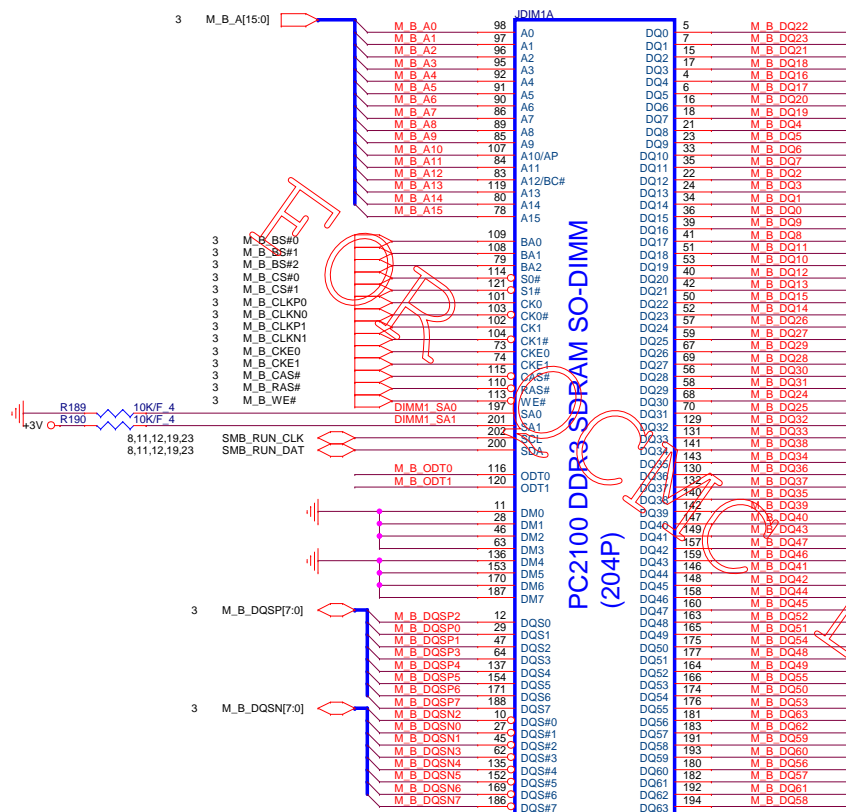 JDIM1A
3 M_B_A[15:0]
M_B_A0 98 A0
M_B_A1 97 A1
M_B_A2 96 A2
M_B_A3 95 A3
M_B_A4 92 A4
M_B_A5 91 A5
M_B_A6 90 A6
M_B_A7 86 A7
M_B_A8 89 A8
M_B_A9 85 A9
M_B_A10 107 A10/AP
M_B_A11 84 A11
M_B_A12 83 A12/BC#
M_B_A13 119 A13
M_B_A14 80 A14
M_B_A15 78 A15
3 M_B_BS#0 109 BA0
3 M_B_BS#1 108 BA1
3 M_B_BS#2 79 BA2
3 M_B_CS#0 114 S0#
3 M_B_CS#1 121 S1#
3 M_B_CLKP0 101 CK0
3 M_B_CLKN0 103 CK0#
3 M_B_CLKP1 102 CK1
3 M_B_CLKN1 104 CK1#
3 M_B_CKE0 73 CKE0
3 M_B_CKE1 74 CKE1
3 M_B_CAS# 115 CAS#
3 M_B_RAS# 110 RAS#
3 M_B_WE# 113 WE#
R189 10K/F_4 DIMM1_SA0 197 SA0
+3V R190 10K/F_4 DIMM1_SA1 201 SA1
8,11,12,19,23 SMB_RUN_CLK 202 SCL
8,11,12,19,23 SMB_RUN_DAT 200 SDA
M_B_ODT0 116 ODT0
M_B_ODT1 120 ODT1
11 DM0
28 DM1
46 DM2
63 DM3
136 DM4
153 DM5
170 DM6
187 DM7
3 M_B_DQSP[7:0]
M_B_DQSP2 12 DQS0
M_B_DQSP0 29 DQS1
M_B_DQSP1 47 DQS2
M_B_DQSP3 64 DQS3
M_B_DQSP4 137 DQS4
M_B_DQSP5 154 DQS5
M_B_DQSP6 171 DQS6
M_B_DQSP7 188 DQS7
3 M_B_DQSN[7:0]
M_B_DQSN2 10 DQS#0
M_B_DQSN0 27 DQS#1
M_B_DQSN1 45 DQS#2
M_B_DQSN3 62 DQS#3
M_B_DQSN4 135 DQS#4
M_B_DQSN5 152 DQS#5
M_B_DQSN6 169 DQS#6
M_B_DQSN7 186 DQS#7
PC2100 DDR3 SDRAM SO-DIMM
(204P)
DQ0 5 M_B_DQ22
DQ1 7 M_B_DQ23
DQ2 15 M_B_DQ21
DQ3 17 M_B_DQ18
DQ4 4 M_B_DQ16
DQ5 6 M_B_DQ17
DQ6 16 M_B_DQ20
DQ7 18 M_B_DQ19
DQ8 21 M_B_DQ4
DQ9 23 M_B_DQ5
DQ10 33 M_B_DQ6
DQ11 35 M_B_DQ7
DQ12 22 M_B_DQ2
DQ13 24 M_B_DQ3
DQ14 34 M_B_DQ1
DQ15 36 M_B_DQ0
DQ16 39 M_B_DQ9
DQ17 41 M_B_DQ8
DQ18 51 M_B_DQ11
DQ19 53 M_B_DQ10
DQ20 40 M_B_DQ12
DQ21 42 M_B_DQ13
DQ22 50 M_B_DQ15
DQ23 52 M_B_DQ14
DQ24 57 M_B_DQ26
DQ25 59 M_B_DQ27
DQ26 67 M_B_DQ29
DQ27 69 M_B_DQ28
DQ28 56 M_B_DQ30
DQ29 58 M_B_DQ31
DQ30 68 M_B_DQ24
DQ31 70 M_B_DQ25
DQ32 129 M_B_DQ32
DQ33 131 M_B_DQ33
DQ34 141 M_B_DQ38
DQ35 143 M_B_DQ34
DQ36 130 M_B_DQ36
DQ37 132 M_B_DQ37
DQ38 140 M_B_DQ35
DQ39 142 M_B_DQ39
DQ40 147 M_B_DQ40
DQ41 149 M_B_DQ43
DQ42 157 M_B_DQ47
DQ43 159 M_B_DQ46
DQ44 146 M_B_DQ41
DQ45 148 M_B_DQ42
DQ46 158 M_B_DQ44
DQ47 160 M_B_DQ45
DQ48 163 M_B_DQ52
DQ49 165 M_B_DQ51
DQ50 175 M_B_DQ54
DQ51 177 M_B_DQ48
DQ52 164 M_B_DQ49
DQ53 166 M_B_DQ55
DQ54 174 M_B_DQ50
DQ55 176 M_B_DQ53
DQ56 181 M_B_DQ63
DQ57 183 M_B_DQ62
DQ58 191 M_B_DQ59
DQ59 193 M_B_DQ60
DQ60 180 M_B_DQ56
DQ61 182 M_B_DQ57
DQ62 192 M_B_DQ61
DQ63 194 M_B_DQ58
FOR CCMC